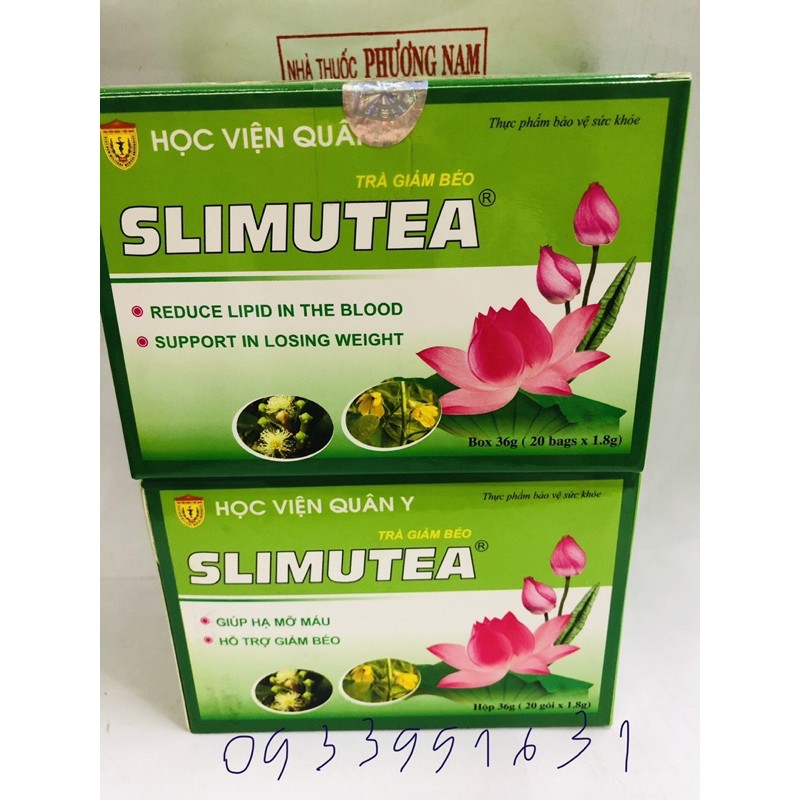 NHÀ THUỐC PHƯƠNG NAM
HỌC VIỆN QUÂN
Thực phẩm bảo vệ sức khỏe
TRÀ GIẢM BÉO
SLIMUTEA®
REDUCE LIPID IN THE BLOOD
SUPPORT IN LOSING WEIGHT
Box 36g ( 20 bags x 1.8g)
HỌC VIỆN QUÂN Y
Thực phẩm bảo vệ sức khỏe
TRÀ GIẢM BÉO
SLIMUTEA®
GIÚP HẠ MỠ MÁU
HỖ TRỢ GIẢM BÉO
Hộp 36g ( 20 gói x 1.8g)
0933991631